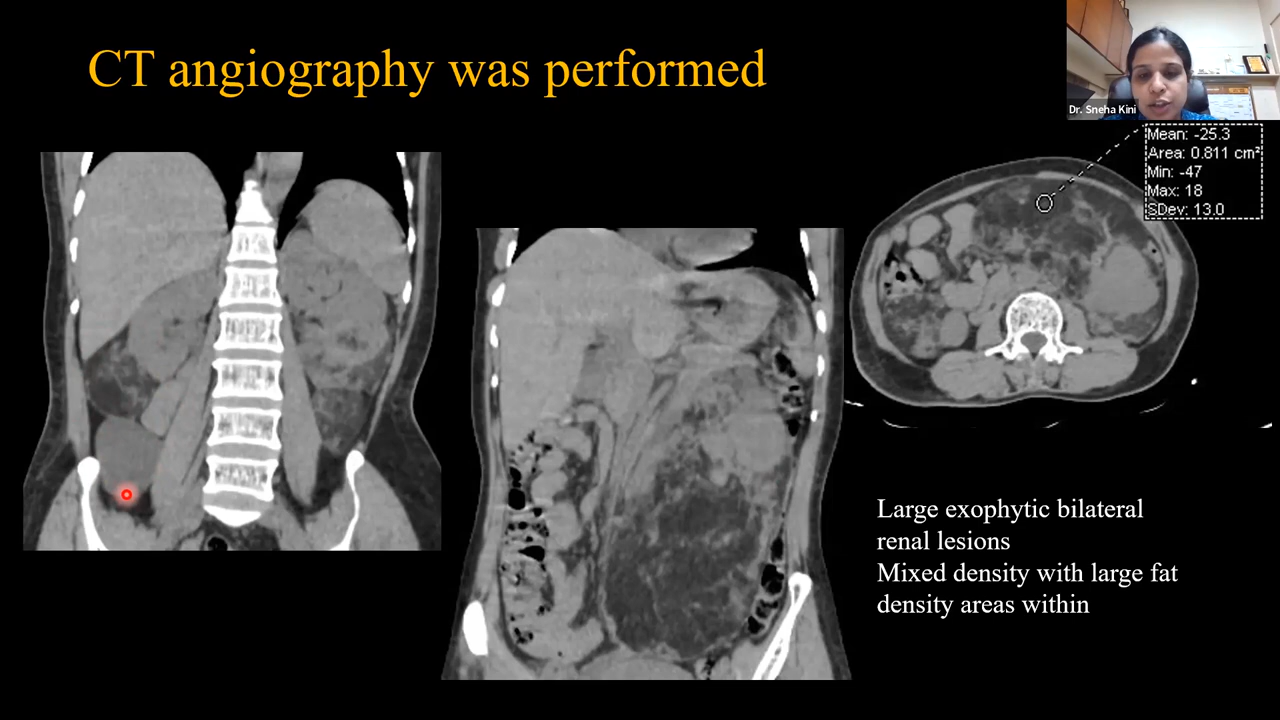 CT angiography was performed
Dr. Sneha Kini
Mean: -25.3
Area: 0.811 cm²
Min: -47
Max: 18
SDev: 13.0
Large exophytic bilateral
renal lesions
Mixed density with large fat
density areas within